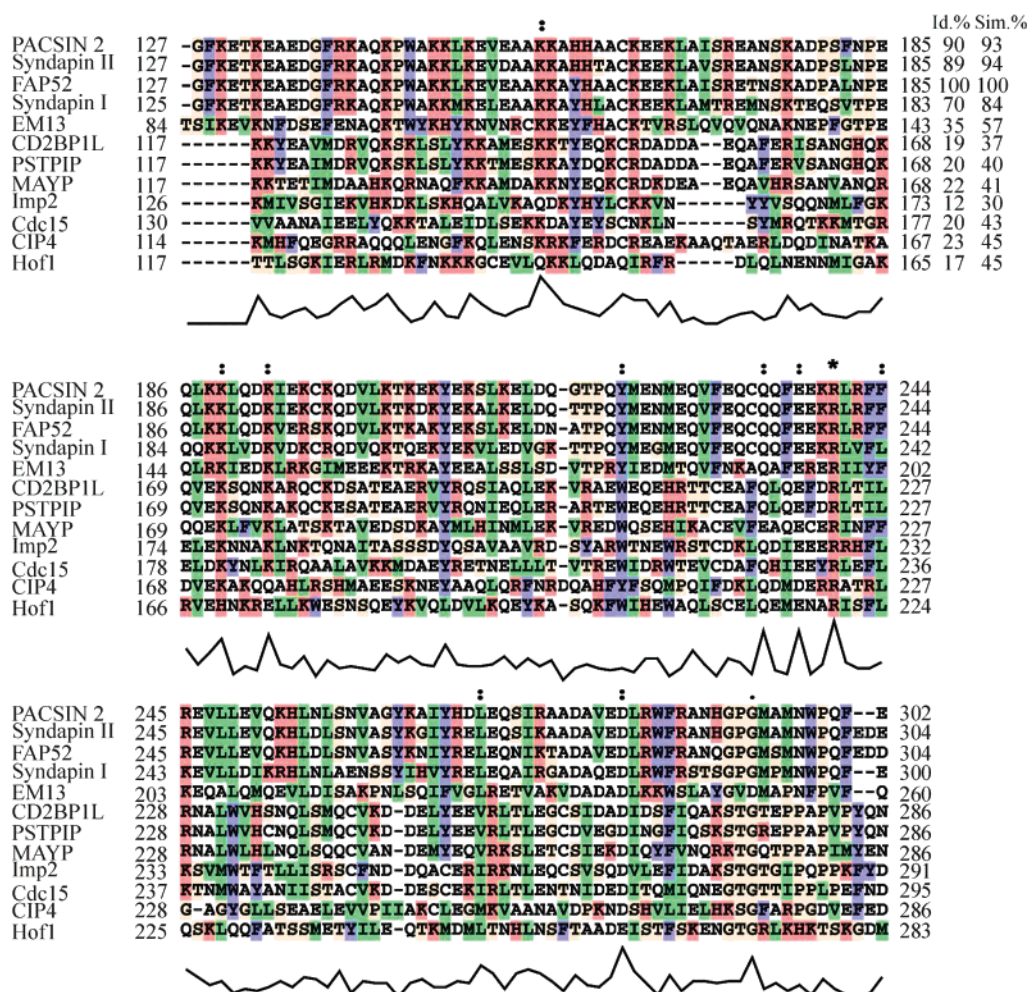 :
Id.% Sim.%
PACSIN 2 127 -GFKETKEAEDGFRKAQKPWAKKLKEVEAAKKAHHAACKEEKLAISREANSKADPSFNPE 185 90 93
Syndapin II 127 -GFKETKEAEDGFRKAQKPWAKKLKEVDAAKKAHHTACKEEKLAVSREANSKADPSLNPE 185 89 94
FAP52 127 -GFKETKEAEDGFRKAQKPWAKKLKEVEAAKKAYHAACKEEKLAISRETNSKADPALNPE 185 100 100
Syndapin I 125 -GFKETKEAEDGFRKAQKPWAKKMKELEAAKKAYHLACKEEKLAMTREMNSKTEQSVTPE 183 70 84
EM13 84 TSIKEVKNFDSEFENAQKTWYKHYKNVNRCKKEYFHACKTVRSLQVQVQNAKNEPFGTPE 143 35 57
CD2BP1L 117 ------KKYEAVMDRVQKSKLSLYKKAMESKKTYEQKCRDADDA--EQAFERISANGHQK 168 19 37
PSTPIP 117 ------KKYEAVMDRVQKSKLSLYKKTMESKKAYDQKCRDADDA--EQAFERVSANGHQK 168 20 40
MAYP 117 ------KKTETIMDAAHKQRNAQFKKAMDAKKNYEQKCRDKDEA--EQAVHRSANVANQR 168 22 41
Imp2 126 ------KMIVSGIEKVHKDKLSKHQALVKAQDKYHYLCKKVN-----YYVSQQNMLFGK 173 12 30
Cdc15 130 ------VVAANAIEELYQKKTALEIDLSEKKDAYEYSCNKLN-----SYMRQTKKMTGR 177 20 43
CIP4 114 ------KMHFQEGRRAQQQLENGFKQLENSKRKFERDCREAEKAAQTAERLDQDINATKA 167 23 45
Hof1 117 ------TTLSGKIERLRMDKFNKKKGCEVLQKKLQDAQIRFR-----DLQLNENNMIGAK 165 17 45
: : : : : * :
PACSIN 2 186 QLKKLQDKIEKCKQDVLKTKEKYEKSLKELDQ-GTPQYMENMEQVFEQCQQFEEKRLRFF 244
Syndapin II 186 QLKKLQDKIEKCKQDVLKTKDKYEKALKELDQ-TTPQYMENMEQVFEQCQQFEEKRLRFF 244
FAP52 186 QLKKLQDKVERSKQDVLKTKAKYEKSLKELDN-ATPQYMENMEQVFEQCQQFEEKRLRFF 244
Syndapin I 184 QQKKLVDKVDKCRQDVQKTQEKYEKVLEDVGK-TTPQYMEGMEQVFEQCQQFEEKRLVFL 242
EM13 144 QLRKIEDKLRKGIMEEEKTRKAYEEALSSLSD-VTPRYIEDMTQVFNKAQAFERERIIYF 202
CD2BP1L 169 QVEKSQNKARQCKDSATEAERVYRQSIAQLEK-VRAEWEQEHRTTCEAFQLQEFDRLTIL 227
PSTPIP 169 QVEKSQNKAKQCKESATEAERVYRQNIEQLER-ARTEWEQEHRTTCEAFQLQEFDRLTIL 227
MAYP 169 QQEKLFVKLATSKTAVEDSDKAYMLHINMLEK-VREDWQSEHIKACEVFEAQECERINFF 227
Imp2 174 ELEKNNAKLNKTQNAITASSSDYQSAVAAVRD-SYARWTNEWRSTCDKLQDIEEERRHFL 232
Cdc15 178 ELDKYNLKIRQAALAVKKMDAEYRETNELLLT-VTREWIDRWTEVCDAFQHIEEYRLEFL 236
CIP4 168 DVEKAKQQAHLRSHMAEESKNEYAAQLQRFNRDQAHFYFSQMPQIFDKLQDMDERRATRL 227
Hof1 166 RVEHNKRELLKWESNSQEYKVQLDVLKQEYKA-SQKFWIHEWAQLSCELQEMENARISFL 224
: : .
PACSIN 2 245 REVLLEVQKHLNLSNVAGYKAIYHDLEQSIRAADAVEDLRWFRANHGPGMAMNWPQF--E 302
Syndapin II 245 REVLLEVQKHLDLSNVASYKGIYRELEQSIKAADAVEDLRWFRANHGPGMAMNWPQFEDE 304
FAP52 245 REVLLEVQKHLDLSNVASYKNIYRELEQNIKTADAVEDLRWFRANQGPGMSMNWPQFEDD 304
Syndapin I 243 KEVLLDIKRHLNLAENSSYIHVYRELEQAIRGADAQEDLRWFRSTSGPGMPMNWPQF--E 300
EM13 203 KEQALQMQEVLDISAKPNLSQIFVGLRETVAKVDADADLKKWSLAYGVDMAPNFPVF--Q 260
CD2BP1L 228 RNALWVHSNQLSMQCVKD-DELYEEVRLTLEGCSIDADIDSFIQAKSTGTEPPAPVPYQN 286
PSTPIP 228 RNALWVHCNQLSMQCVKD-DELYEEVRLTLEGCDVEGDINGFIQSKSTGREPPAPVPYQN 286
MAYP 228 RNALWLHLNQLSQQCVAN-DEMYEQVRKSLETCSIEKDIQYFVNQRKTGQTPPAPIMYEN 286
Imp2 233 KSVMWTFTLLISRSCFND-DQACERIRKNLEQCSVSQDVLEFIDAKSTGTGIPQPPKFYD 291
Cdc15 237 KTNMWAYANIISTACVKD-DESCEKIRLTLENTNIDEDITQMIQNEGTGTTIPPLPEFND 295
CIP4 228 G-AGYGLLSEAELEVVPIIAKCLEGMKVAANAVDPKNDSHVLIELHKSGFARPGDVEFED 286
Hof1 225 QSKLQQFATSSMETYILE-QTKMDMLTNHLNSFTAADEISTFSKENGTGRLKHKTSKGDM 283